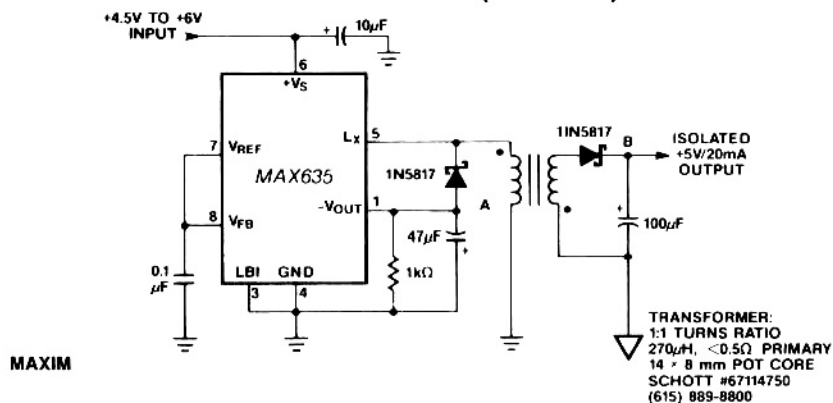 +4.5V TO +6V
INPUT
+
10µF
6
+VS
7
VREF
LX
5
MAX635
1N5817
8
VFB
-VOUT
1
A
47µF
+
0.1
µF
LBI
GND
3
4
1kΩ
1IN5817
B
ISOLATED
+5V/20mA
OUTPUT
+
100µF
MAXIM
TRANSFORMER:
1:1 TURNS RATIO
270µH, <0.5Ω PRIMARY
14 × 8 mm POT CORE
SCHOTT #67114750
(615) 889-8800